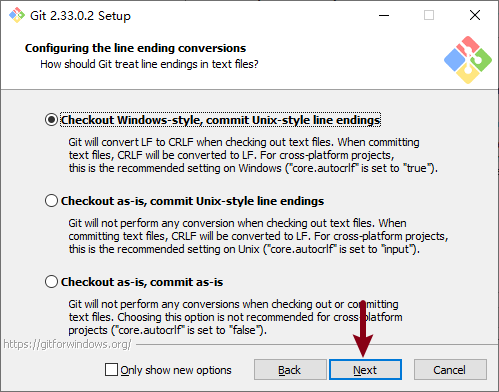 Git 2.33.0.2 Setup
Configuring the line ending conversions
How should Git treat line endings in text files?
Checkout Windows-style, commit Unix-style line endings
Git will convert LF to CRLF when checking out text files. When committing
text files, CRLF will be converted to LF. For cross-platform projects,
this is the recommended setting on Windows ("core.autocrlf" is set to "true").
Checkout as-is, commit Unix-style line endings
Git will not perform any conversion when checking out text files. When
committing text files, CRLF will be converted to LF. For cross-platform projects,
this is the recommended setting on Unix ("core.autocrlf" is set to "input").
Checkout as-is, commit as-is
Git will not perform any conversions when checking out or committing
text files. Choosing this option is not recommended for cross-platform
projects ("core.autocrlf" is set to "false").
https://gitforwindows.org/
Only show new options
Back
Next
Cancel